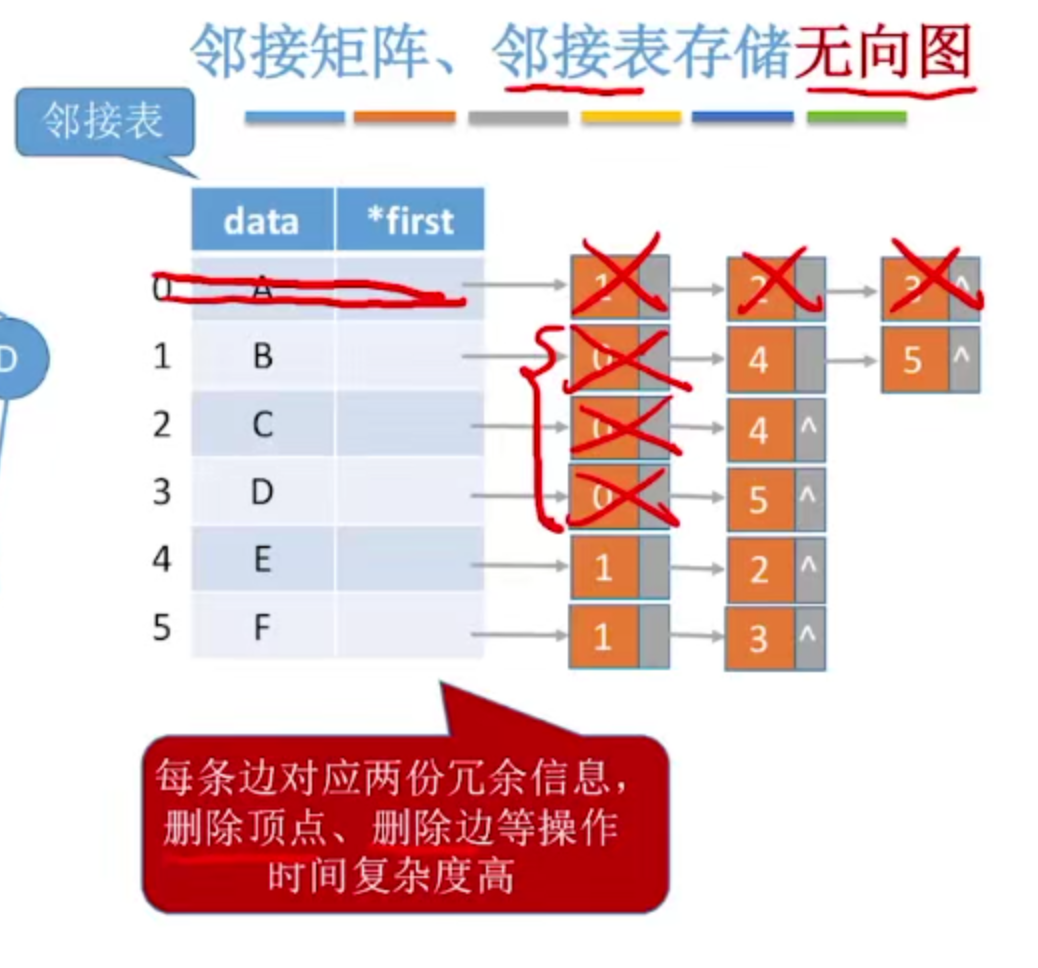 邻接矩阵、邻接表存储无向图
邻接表
data *first
0 A 1 2 3 ^
D
1 B 0 4 5 ^
2 C 0 4 ^
3 D 0 5 ^
4 E 1 2 ^
5 F 1 3 ^
每条边对应两份冗余信息，
删除顶点、删除边等操作
时间复杂度高